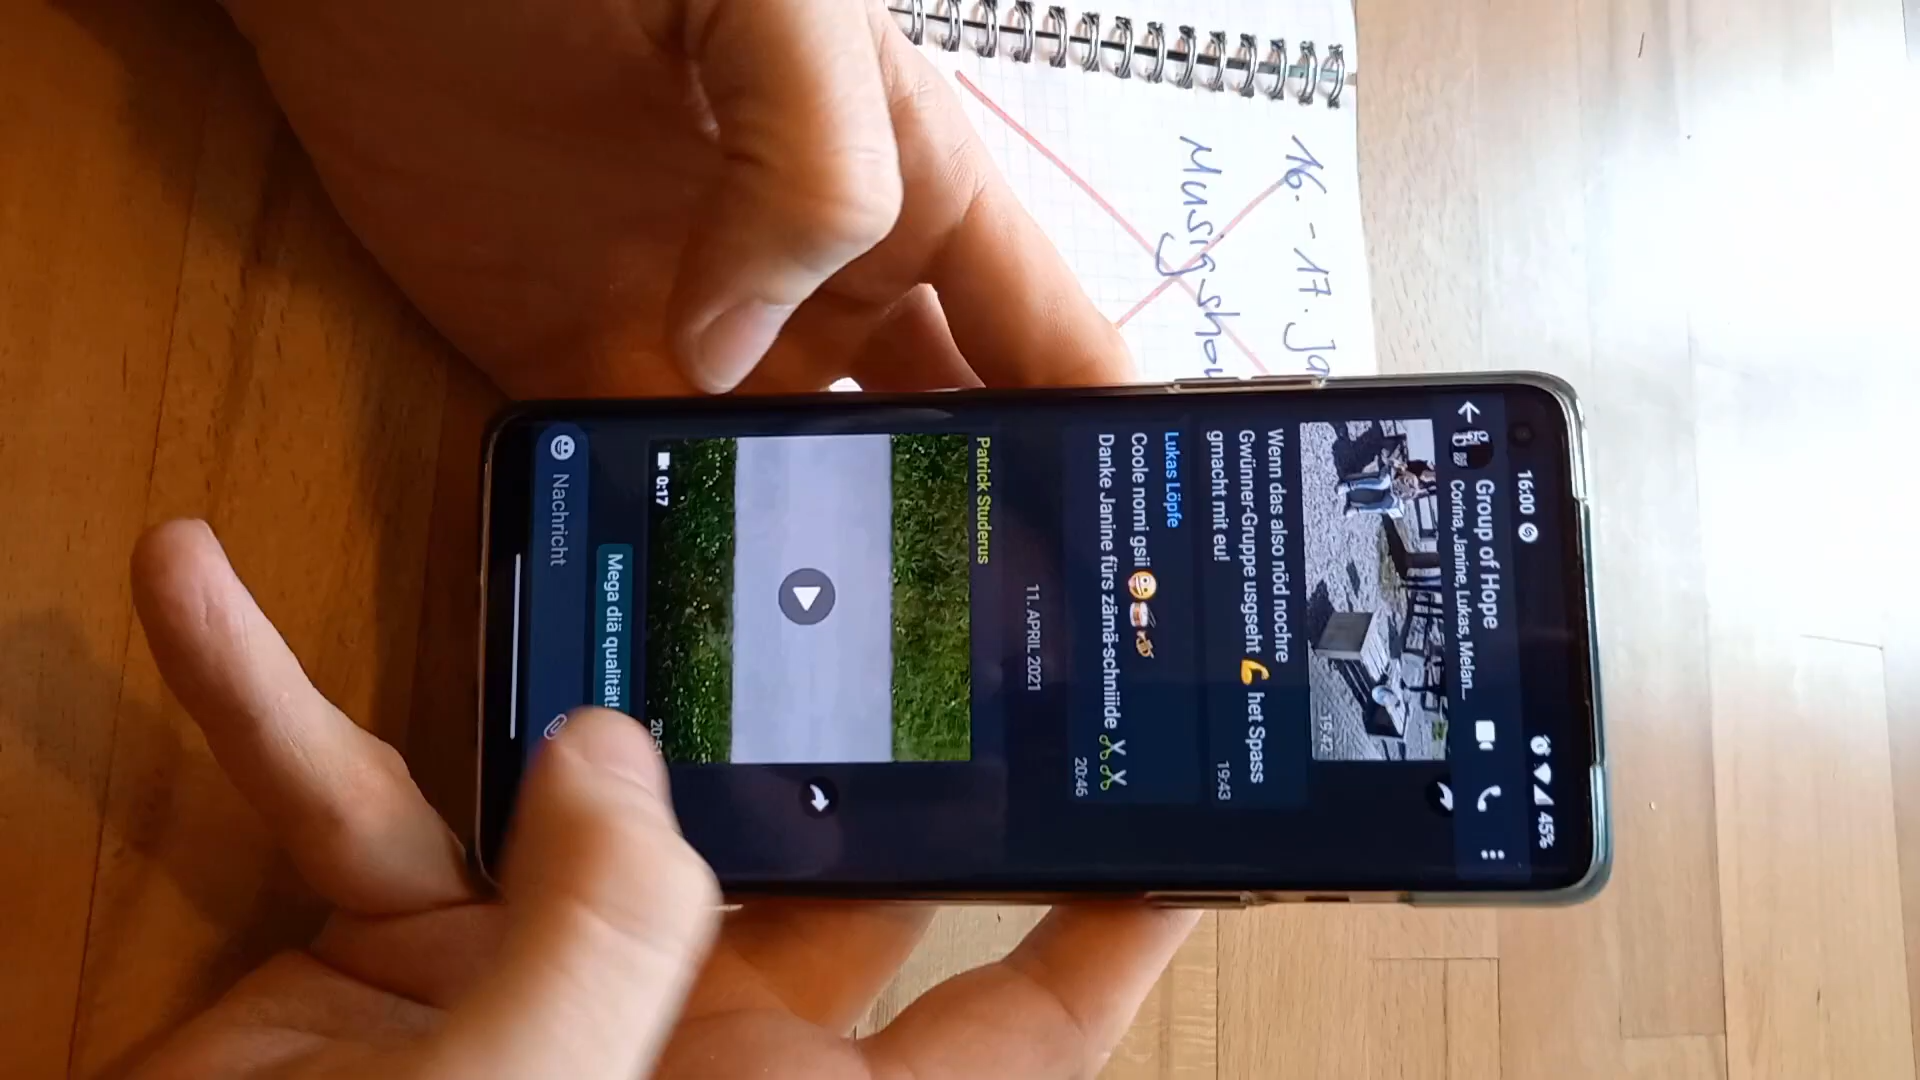 16. - 17. Ja
Musigshow
16:00
45%
Group of Hope
Corina, Janine, Lukas, Melan...
19:42
Wenn das also nöd nochre
Gwünner-Gruppe usgseht 💪 het Spass
gmacht mit eu!
19:43
Lukas Löpfe
Coole nomi gsii
Danke Janine fürs zämä-schniiide ✂✂
20:46
11. APRIL 2021
Patrick Studerus
0:17
Mega diä qualität!
Nachricht